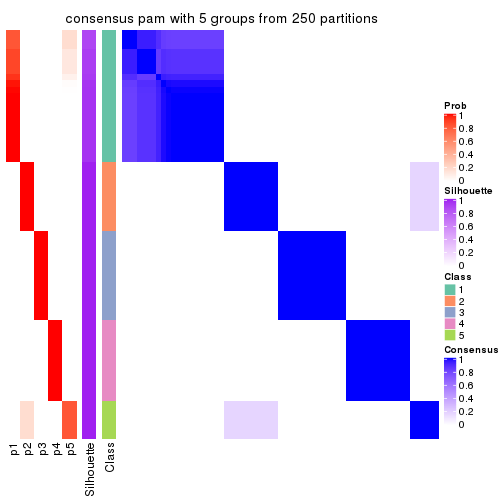 consensus pam with 5 groups from 250 partitions
Prob
1
0.8
0.6
0.4
0.2
0
Silhouette
1
0.8
0.6
0.4
0.2
0
Class
1
2
3
4
5
Consensus
1
0.8
0.6
0.4
0.2
0
p1
p2
p3
p4
p5
Silhouette
Class